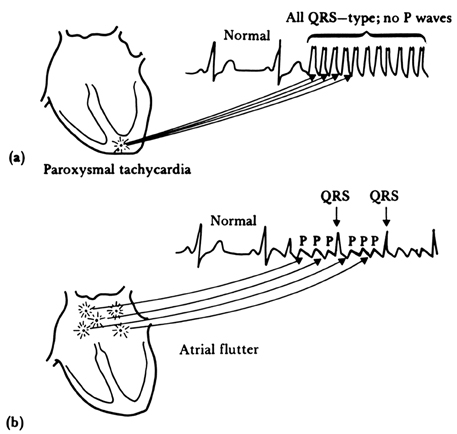 All QRS–type; no P waves
Normal
(a)
Paroxysmal tachycardia
QRS QRS
Normal
P P P P P P
Atrial flutter
(b)